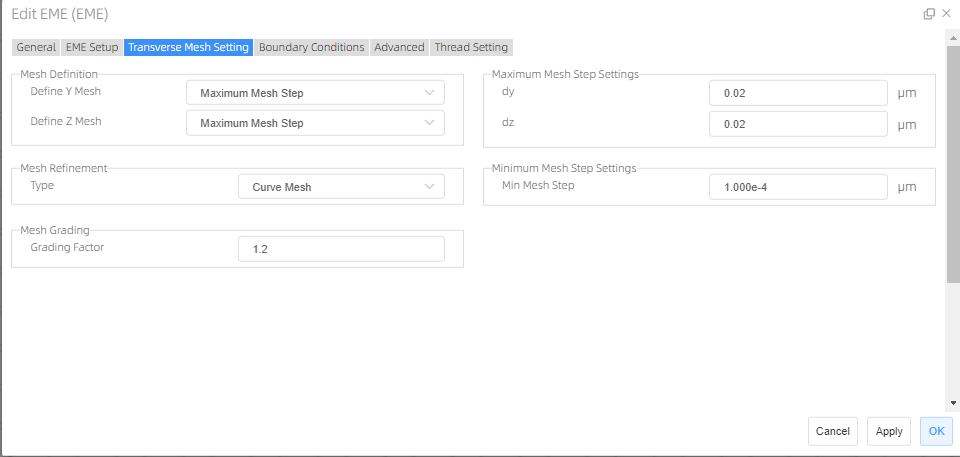 Edit EME (EME)
General EME Setup Transverse Mesh Setting Boundary Conditions Advanced Thread Setting
Mesh Definition
Define Y Mesh Maximum Mesh Step
Define Z Mesh Maximum Mesh Step
Maximum Mesh Step Settings
dy 0.02 μm
dz 0.02 μm
Mesh Refinement
Type Curve Mesh
Minimum Mesh Step Settings
Min Mesh Step 1.000e-4 μm
Mesh Grading
Grading Factor 1.2
Cancel Apply OK